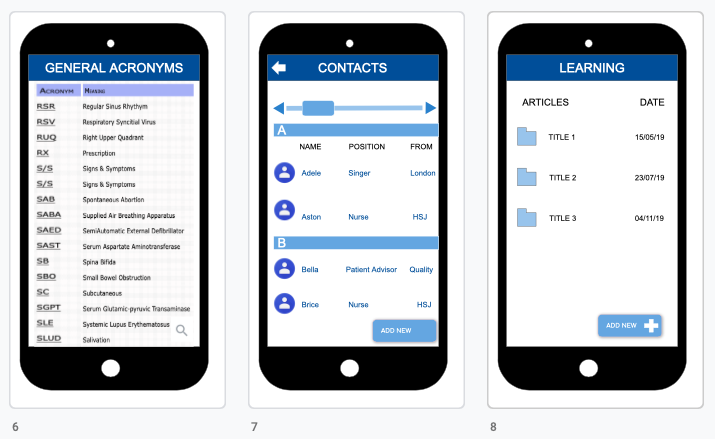 GENERAL ACRONYMS
ACRONYM MEANING
RSR Regular Sinus Rhythm
RSV Respiratory Syncitial Virus
RUQ Right Upper Quadrant
RX Prescription
S/S Signs & Symptoms
S/S Signs & Symptoms
SAB Spontaneous Abortion
SABA Supplied Air Breathing Apparatus
SAED SemiAutomatic External Defibrillator
SAST Serum Aspartate Aminotransferase
SB Spina Bifida
SBO Small Bowel Obstruction
SC Subcutaneous
SGPT Serum Glutamic-pyruvic Transaminase
SLE Systemic Lupus Erythematosus
SLUD Salivation
6
CONTACTS
A
NAME POSITION FROM
Adele Singer London
Aston Nurse HSJ
B
Bella Patient Advisor Quality
Brice Nurse HSJ
ADD NEW
7
LEARNING
ARTICLES DATE
TITLE 1 15/05/19
TITLE 2 23/07/19
TITLE 3 04/11/19
ADD NEW
8